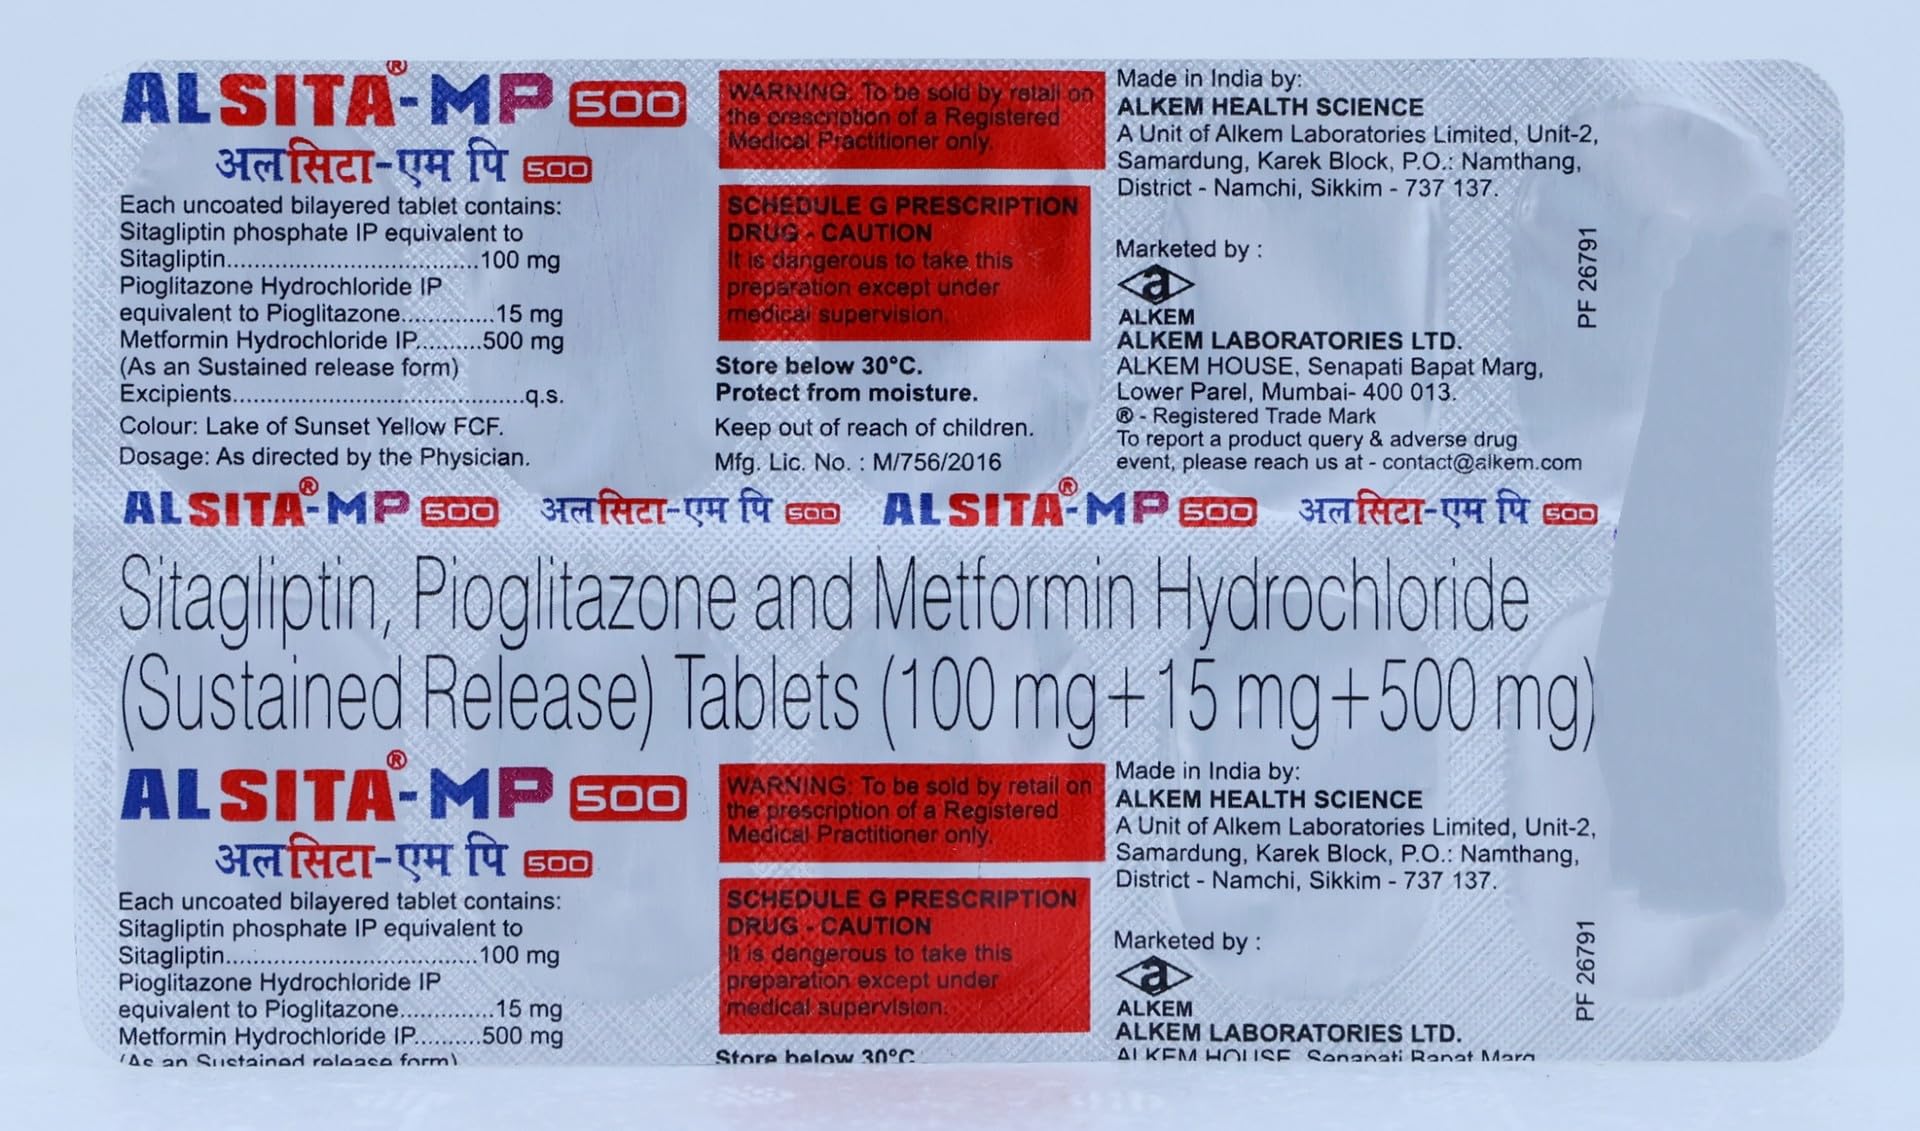 ALSITA®-MP 500
अलसिटा-एम पि 500
Each uncoated bilayered tablet contains:
Sitagliptin phosphate IP equivalent to
Sitagliptin....................................100 mg
Pioglitazone Hydrochloride IP
equivalent to Pioglitazone..............15 mg
Metformin Hydrochloride IP..........500 mg
(As an Sustained release form)
Excipients..........................................q.s.
Colour: Lake of Sunset Yellow FCF.
Dosage: As directed by the Physician.
WARNING: To be sold by retail on
the prescription of a Registered
Medical Practitioner only.
SCHEDULE G PRESCRIPTION
DRUG - CAUTION
It is dangerous to take this
preparation except under
medical supervision.
Store below 30°C.
Protect from moisture.
Keep out of reach of children.
Mfg. Lic. No. : M/756/2016
Made in India by:
ALKEM HEALTH SCIENCE
A Unit of Alkem Laboratories Limited, Unit-2,
Samardung, Karek Block, P.O.: Namthang,
District - Namchi, Sikkim - 737 137.
Marketed by :
a
ALKEM
ALKEM LABORATORIES LTD.
ALKEM HOUSE, Senapati Bapat Marg,
Lower Parel, Mumbai- 400 013.
® - Registered Trade Mark
To report a product query & adverse drug
event, please reach us at - contact@alkem.com
PF 26791
ALSITA®-MP 500 अलसिटा-एम पि 500 ALSITA®-MP 500 अलसिटा-एम पि 500
Sitagliptin, Pioglitazone and Metformin Hydrochloride
(Sustained Release) Tablets (100 mg+15 mg+500 mg)
ALSITA®-MP 500
अलसिटा-एम पि 500
Each uncoated bilayered tablet contains:
Sitagliptin phosphate IP equivalent to
Sitagliptin....................................100 mg
Pioglitazone Hydrochloride IP
equivalent to Pioglitazone..............15 mg
Metformin Hydrochloride IP..........500 mg
(As an Sustained release form)
WARNING: To be sold by retail on
the prescription of a Registered
Medical Practitioner only.
SCHEDULE G PRESCRIPTION
DRUG - CAUTION
It is dangerous to take this
preparation except under
medical supervision.
Store below 30°C
Made in India by:
ALKEM HEALTH SCIENCE
A Unit of Alkem Laboratories Limited, Unit-2,
Samardung, Karek Block, P.O.: Namthang,
District - Namchi, Sikkim - 737 137.
Marketed by :
a
ALKEM
ALKEM LABORATORIES LTD.
ALKEM HOUSE, Senapati Bapat Marg
PF 26791